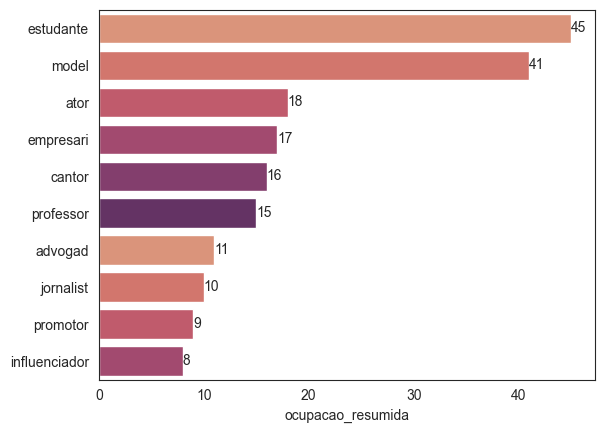 estudante 45
model 41
ator 18
empresari 17
cantor 16
professor 15
advogad 11
jornalist 10
promotor 9
influenciador 8
0 10 20 30 40
ocupacao_resumida